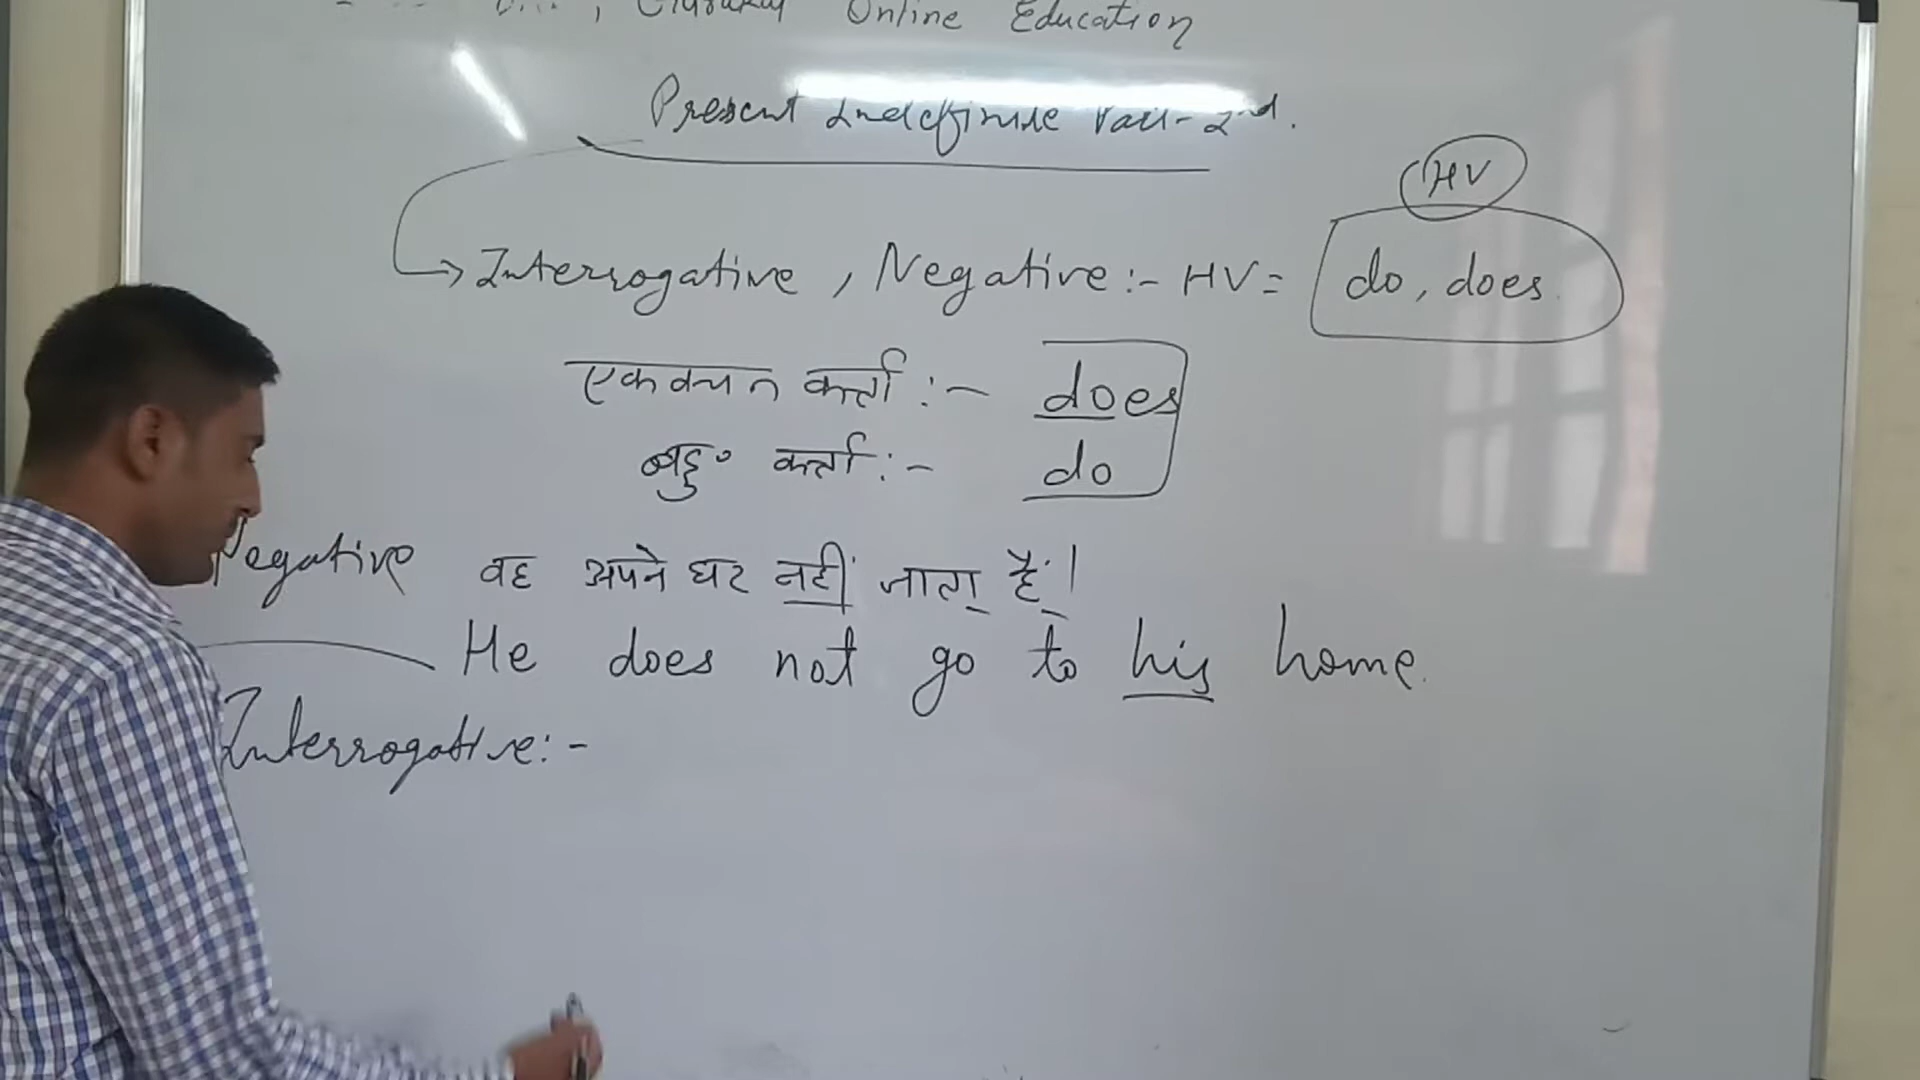 Online Education
Present Indefinite Part-2nd.
HV
Interrogative, Negative:- HV= do, does.
एकवचन कर्त्ता:- does
बहु॰ कर्त्ता:- do
Negative वह अपने घर नहीं जाता हैं।
He does not go to his home.
Interrogative:-